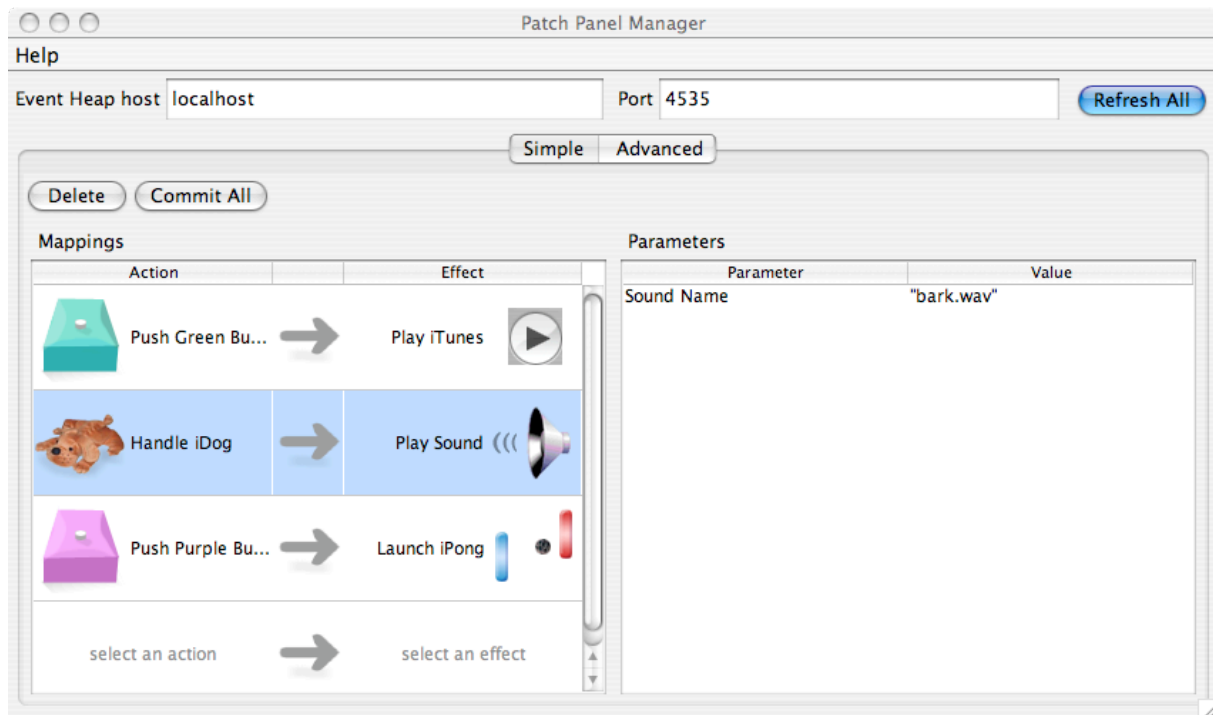 Patch Panel Manager
Help
Event Heap host localhost Port 4535 Refresh All
Simple Advanced
Delete Commit All
Mappings Parameters
Action Effect Parameter Value
Sound Name "bark.wav"
Push Green Bu... Play iTunes
Handle iDog Play Sound
Push Purple Bu... Launch iPong
select an action select an effect